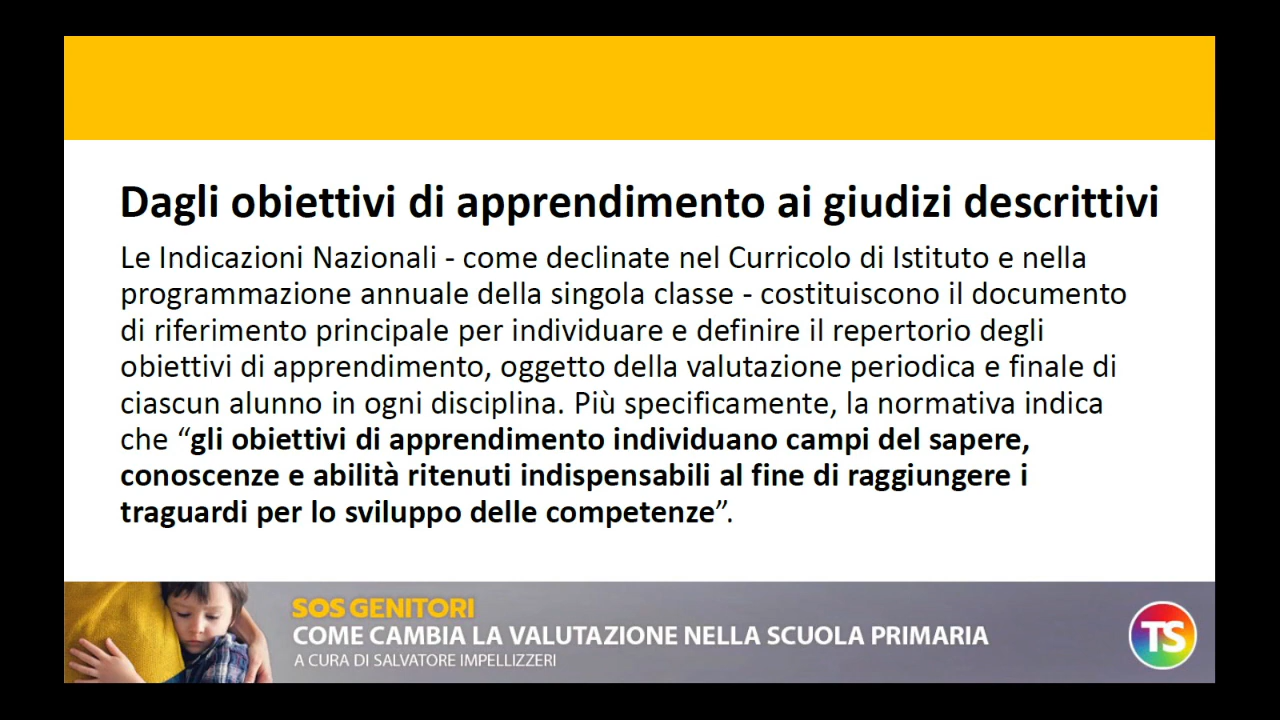 Dagli obiettivi di apprendimento ai giudizi descrittivi
Le Indicazioni Nazionali - come declinate nel Curricolo di Istituto e nella
programmazione annuale della singola classe - costituiscono il documento
di riferimento principale per individuare e definire il repertorio degli
obiettivi di apprendimento, oggetto della valutazione periodica e finale di
ciascun alunno in ogni disciplina. Più specificamente, la normativa indica
che “gli obiettivi di apprendimento individuano campi del sapere,
conoscenze e abilità ritenuti indispensabili al fine di raggiungere i
traguardi per lo sviluppo delle competenze”.
SOS GENITORI
COME CAMBIA LA VALUTAZIONE NELLA SCUOLA PRIMARIA
A CURA DI SALVATORE IMPELLIZZERI
TS